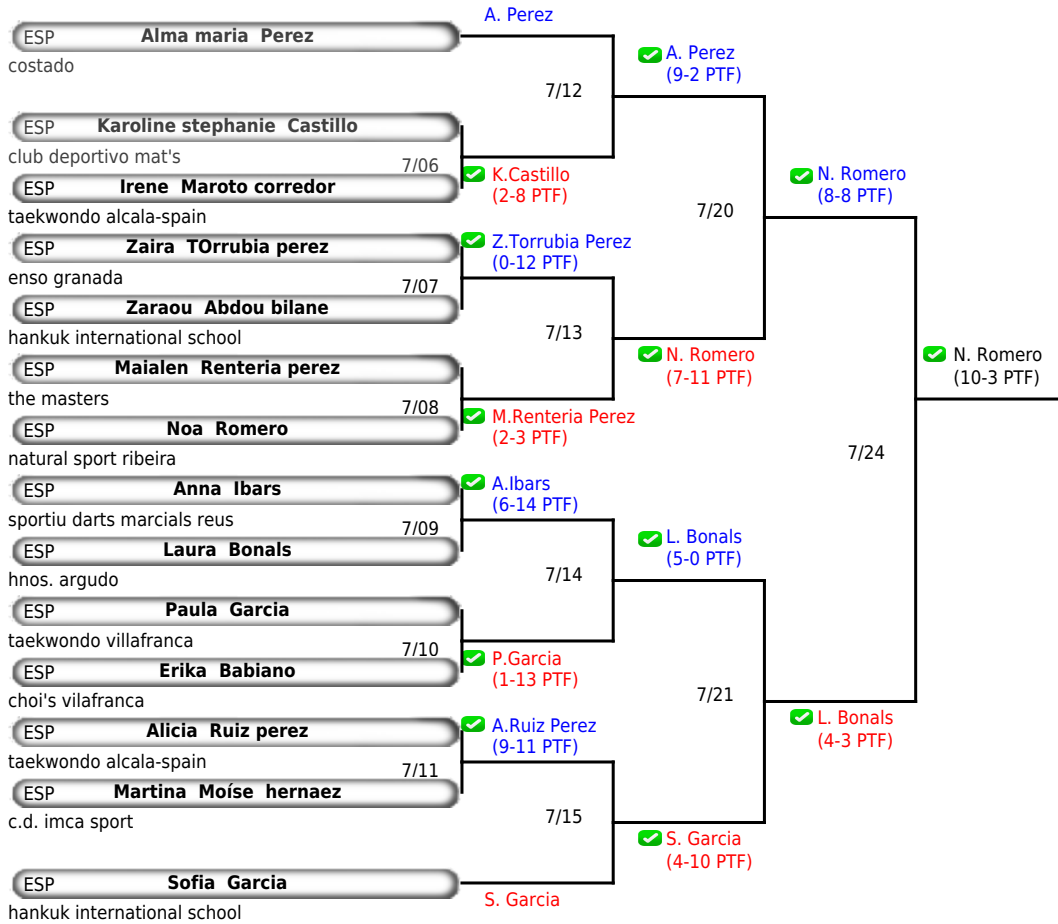 A. Perez
ESP Alma maria Perez
costado
A. Perez
(9-2 PTF)
7/12
ESP Karoline stephanie Castillo
club deportivo mat's
7/06
K.Castillo
(2-8 PTF)
N. Romero
(8-8 PTF)
ESP Irene Maroto corredor
taekwondo alcala-spain
7/20
ESP Zaira TOrrubia perez
Z.Torrubia Perez
(0-12 PTF)
enso granada
7/07
ESP Zaraou Abdou bilane
hankuk international school
7/13
N. Romero
(7-11 PTF)
N. Romero
(10-3 PTF)
ESP Maialen Renteria perez
the masters
7/08
M.Renteria Perez
(2-3 PTF)
ESP Noa Romero
natural sport ribeira
7/24
ESP Anna Ibars
A.Ibars
(6-14 PTF)
sportiu darts marcials reus
7/09
L. Bonals
(5-0 PTF)
ESP Laura Bonals
hnos. argudo
7/14
ESP Paula Garcia
taekwondo villafranca
7/10
P.Garcia
(1-13 PTF)
ESP Erika Babiano
choi's vilafranca
7/21
L. Bonals
(4-3 PTF)
ESP Alicia Ruiz perez
A.Ruiz Perez
(9-11 PTF)
taekwondo alcala-spain
7/11
ESP Martina Moíse hernaez
c.d. imca sport
7/15
S. Garcia
(4-10 PTF)
ESP Sofia Garcia
S. Garcia
hankuk international school